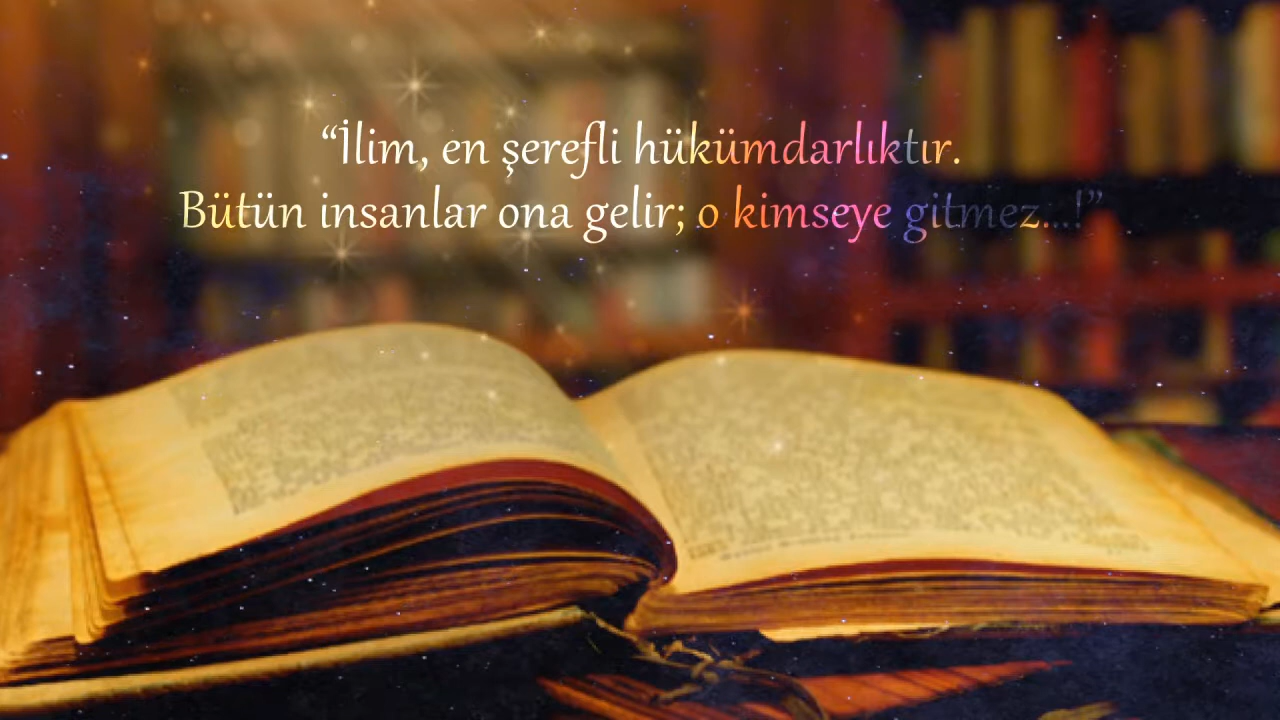 “İlim, en şerefli hükümdarlıktır.
Bütün insanlar ona gelir; o kimseye gitmez...!”